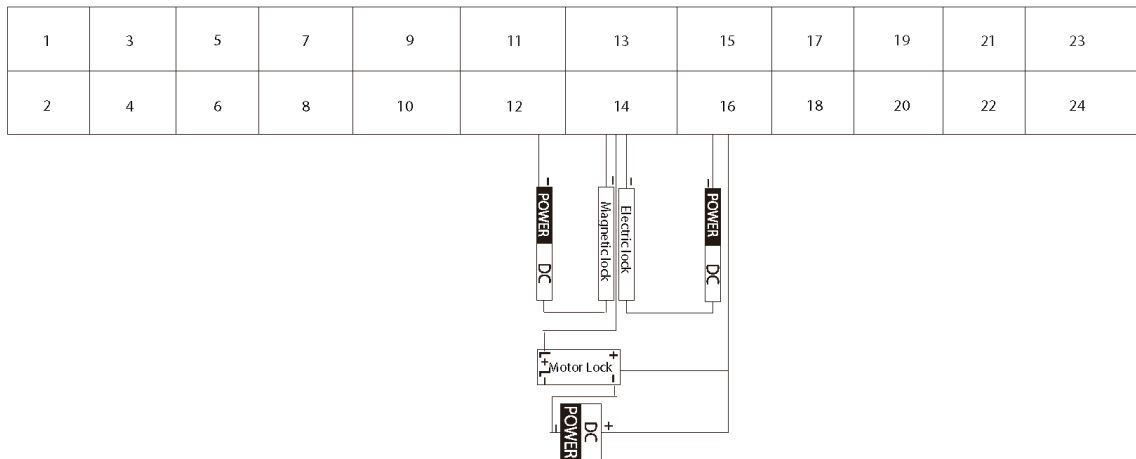 1 3 5 7 9 11 13 15 17 19 21 23
2 4 6 8 10 12 14 16 18 20 22 24
- POWER DC
- Magnetic lock
- Electric lock
- POWER DC
L+ L- Motor Lock + -
- POWER DC +